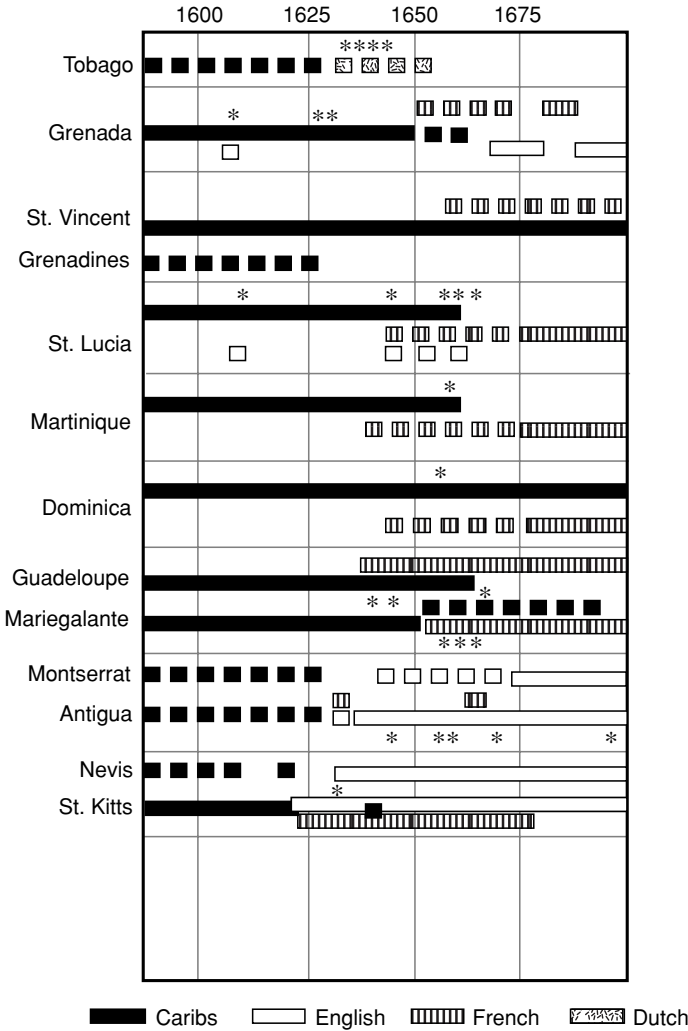 1600 1625 1650 1675
****
Tobago
* **
Grenada
St. Vincent
Grenadines
* * ***
St. Lucia
*
Martinique
*
Dominica
Guadeloupe
* * *
Mariegalante
***
Montserrat
Antigua
* ** * *
Nevis
*
St. Kitts
Caribs English French Dutch